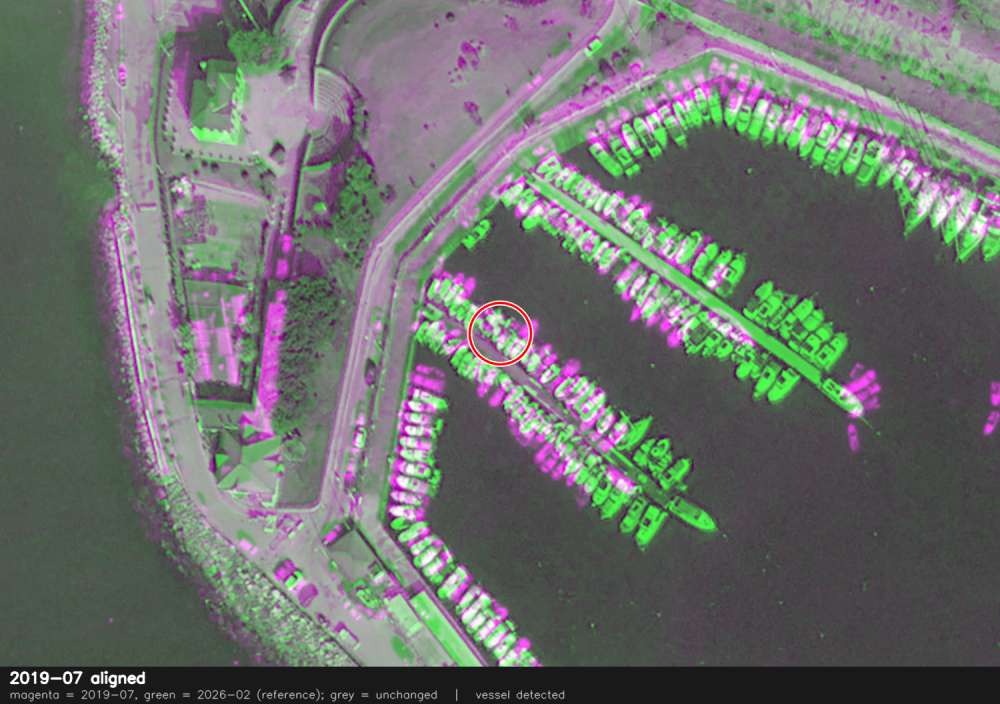 2019-07 aligned
magenta = 2019-07, green = 2026-02 (reference); grey = unchanged | vessel detected